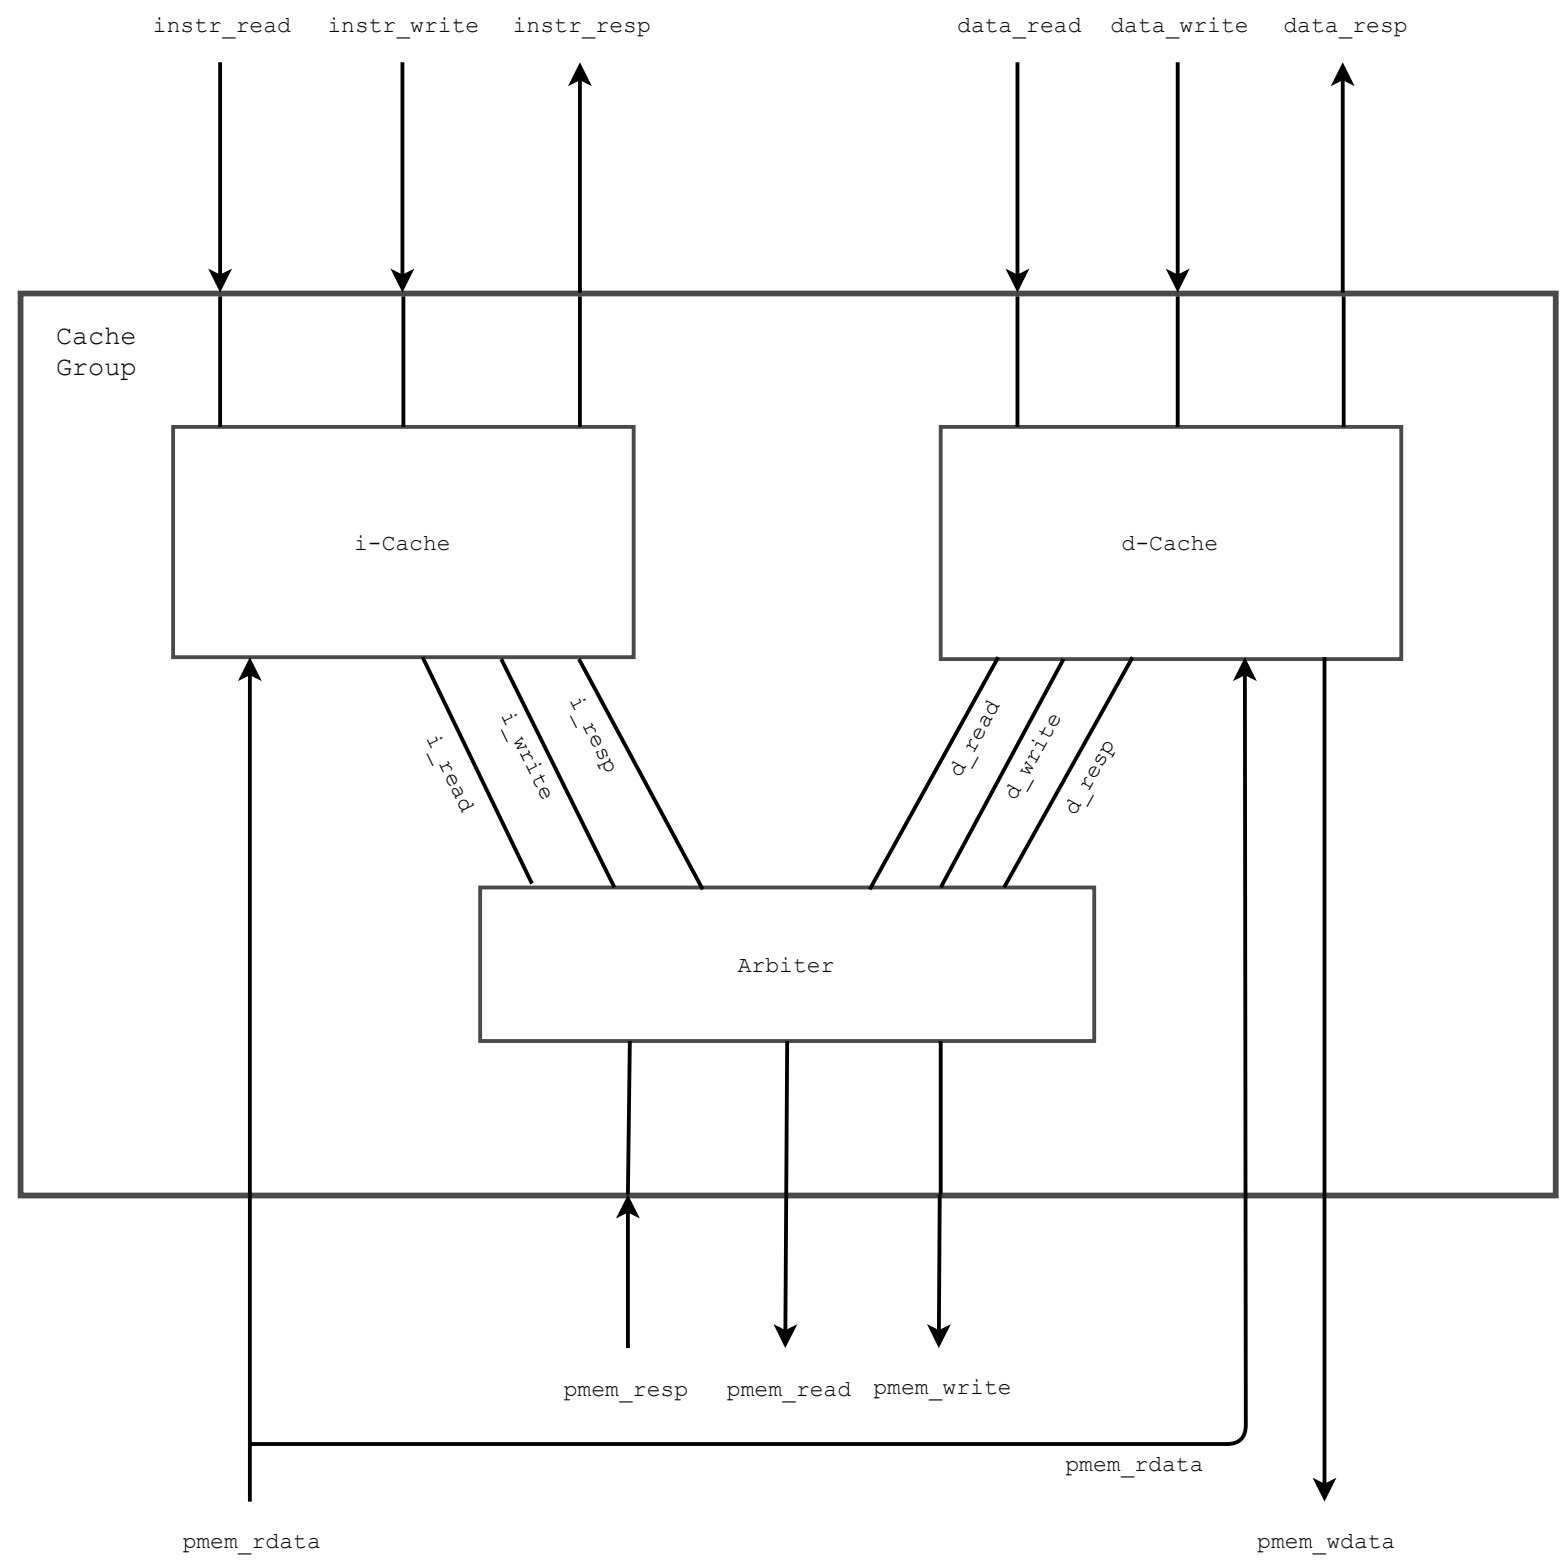 instr_read
instr_write
instr_resp
data_read
data_write
data_resp
Cache
Group
i-Cache
d-Cache
i_read
i_write
i_resp
d_read
d_write
d_resp
Arbiter
pmem_resp
pmem_read
pmem_write
pmem_rdata
pmem_rdata
pmem_wdata